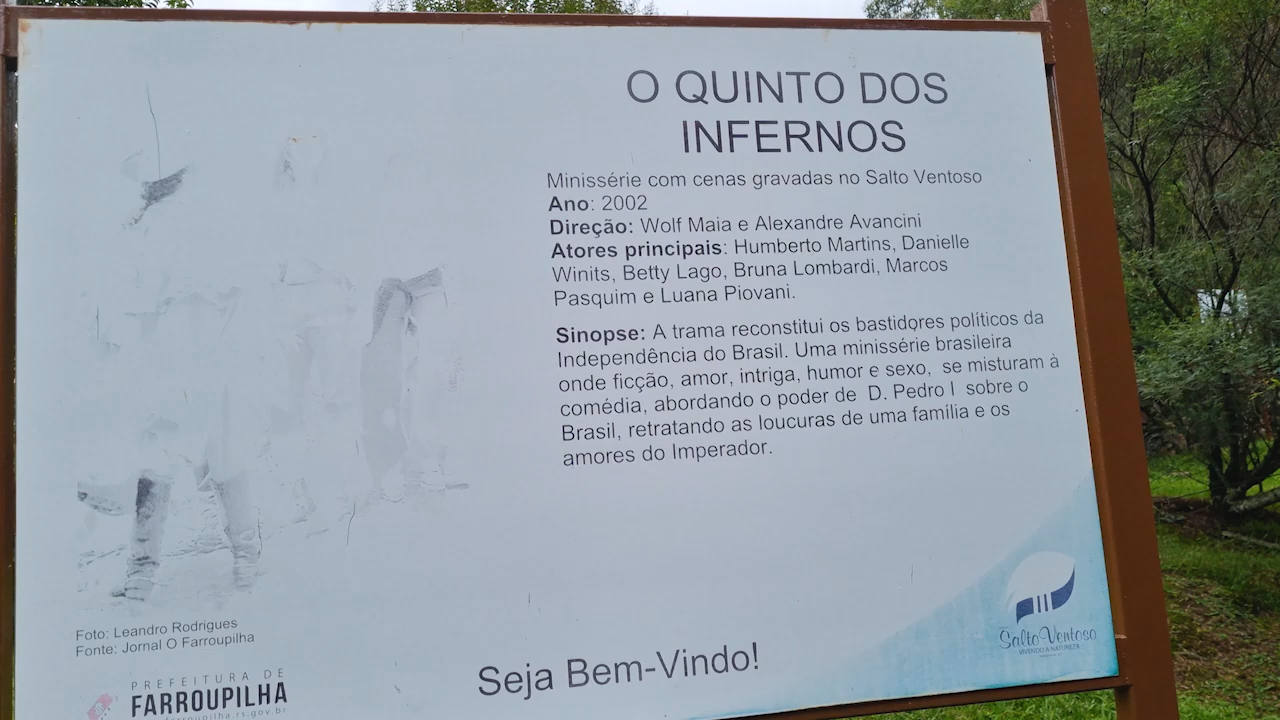 O QUINTO DOS
INFERNOS
Minissérie com cenas gravadas no Salto Ventoso
Ano: 2002
Direção: Wolf Maia e Alexandre Avancini
Atores principais: Humberto Martins, Danielle
Winits, Betty Lago, Bruna Lombardi, Marcos
Pasquim e Luana Piovani.
Sinopse: A trama reconstitui os bastidores políticos da
Independência do Brasil. Uma minissérie brasileira
onde ficção, amor, intriga, humor e sexo, se misturam à
comédia, abordando o poder de D. Pedro I sobre o
Brasil, retratando as loucuras de uma família e os
amores do Imperador.
Foto: Leandro Rodrigues
Fonte: Jornal O Farroupilha
PREFEITURA DE
FARROUPILHA
farroupilha.rs.gov.br
Seja Bem-Vindo!
Salto Ventoso
VIVENDO A NATUREZA